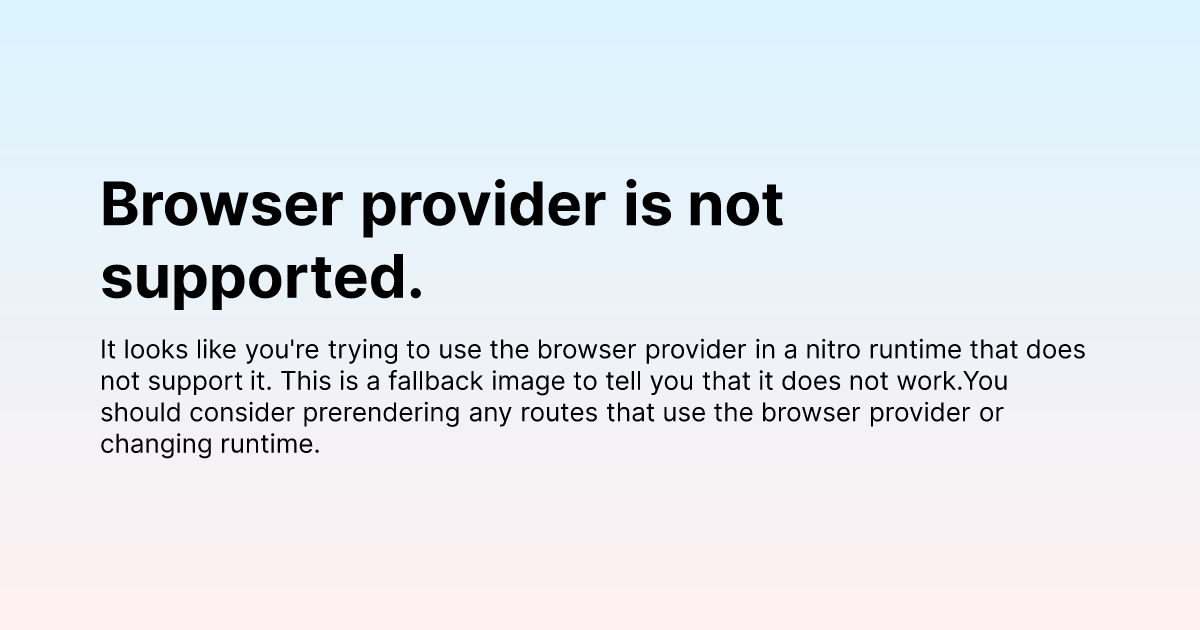 Browser provider is not
supported.
It looks like you're trying to use the browser provider in a nitro runtime that does
not support it. This is a fallback image to tell you that it does not work.You
should consider prerendering any routes that use the browser provider or
changing runtime.